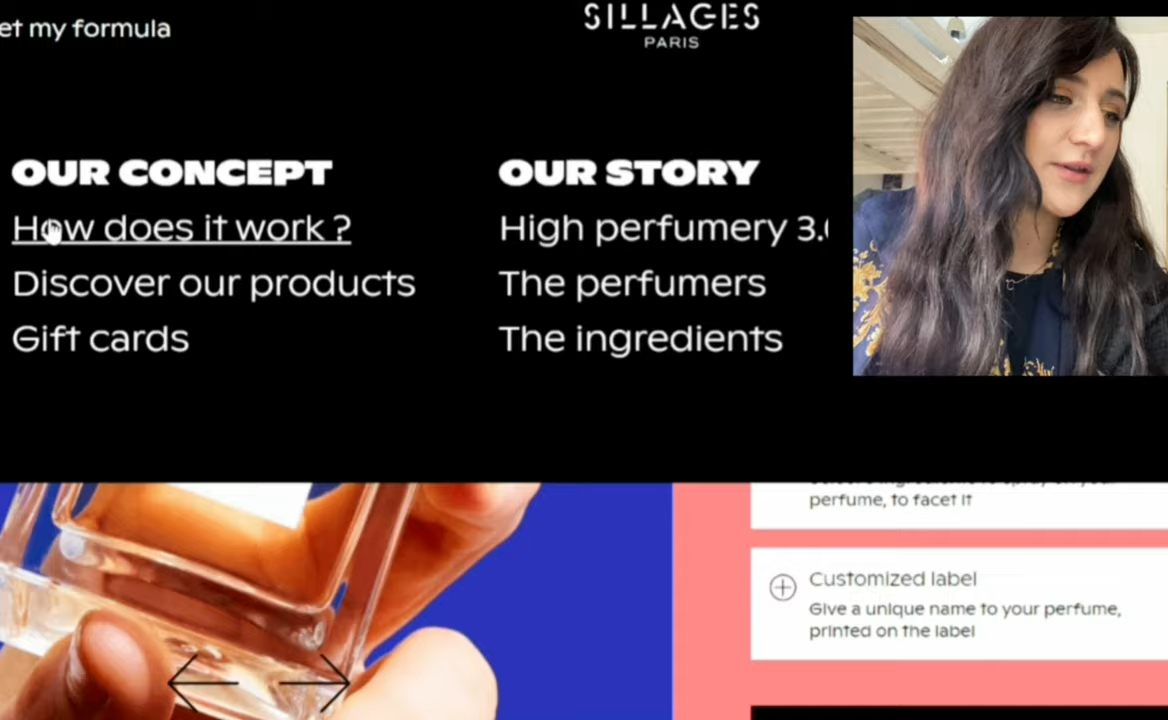 et my formula
SILLAGES
PARIS
OUR CONCEPT
How does it work ?
Discover our products
Gift cards
OUR STORY
High perfumery 3.
The perfumers
The ingredients
perfume, to facet it
Customized label
Give a unique name to your perfume,
printed on the label